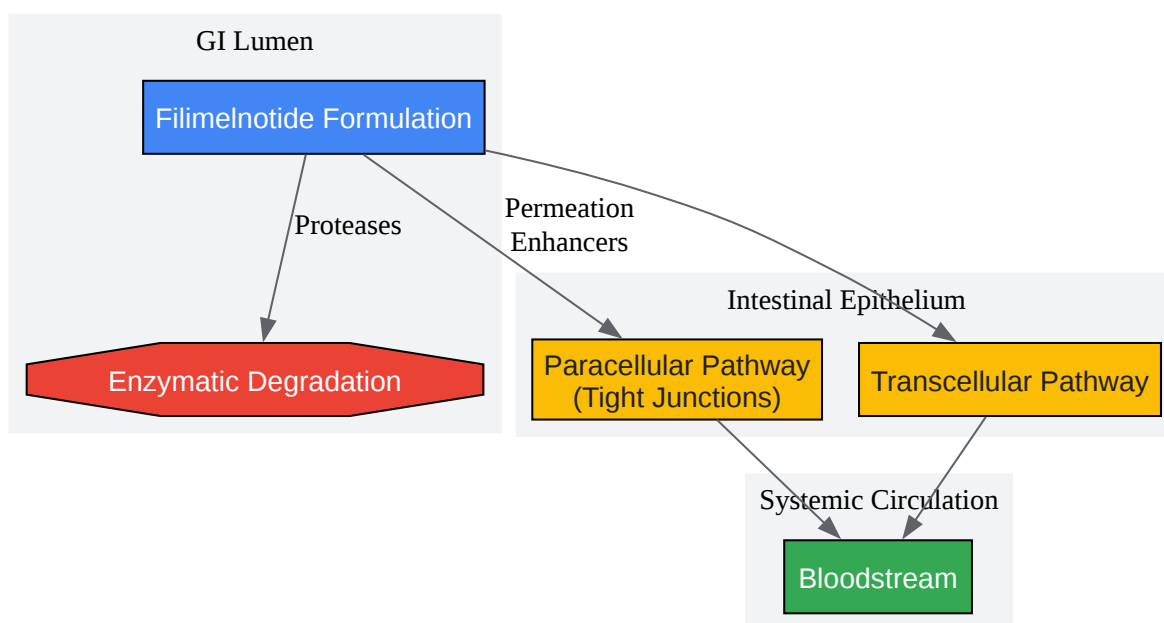 GI Lumen
Filimelnotide Formulation
Proteases
Permeation
Enhancers
Enzymatic Degradation
Intestinal Epithelium
Paracellular Pathway
(Tight Junctions)
Transcellular Pathway
Systemic Circulation
Bloodstream